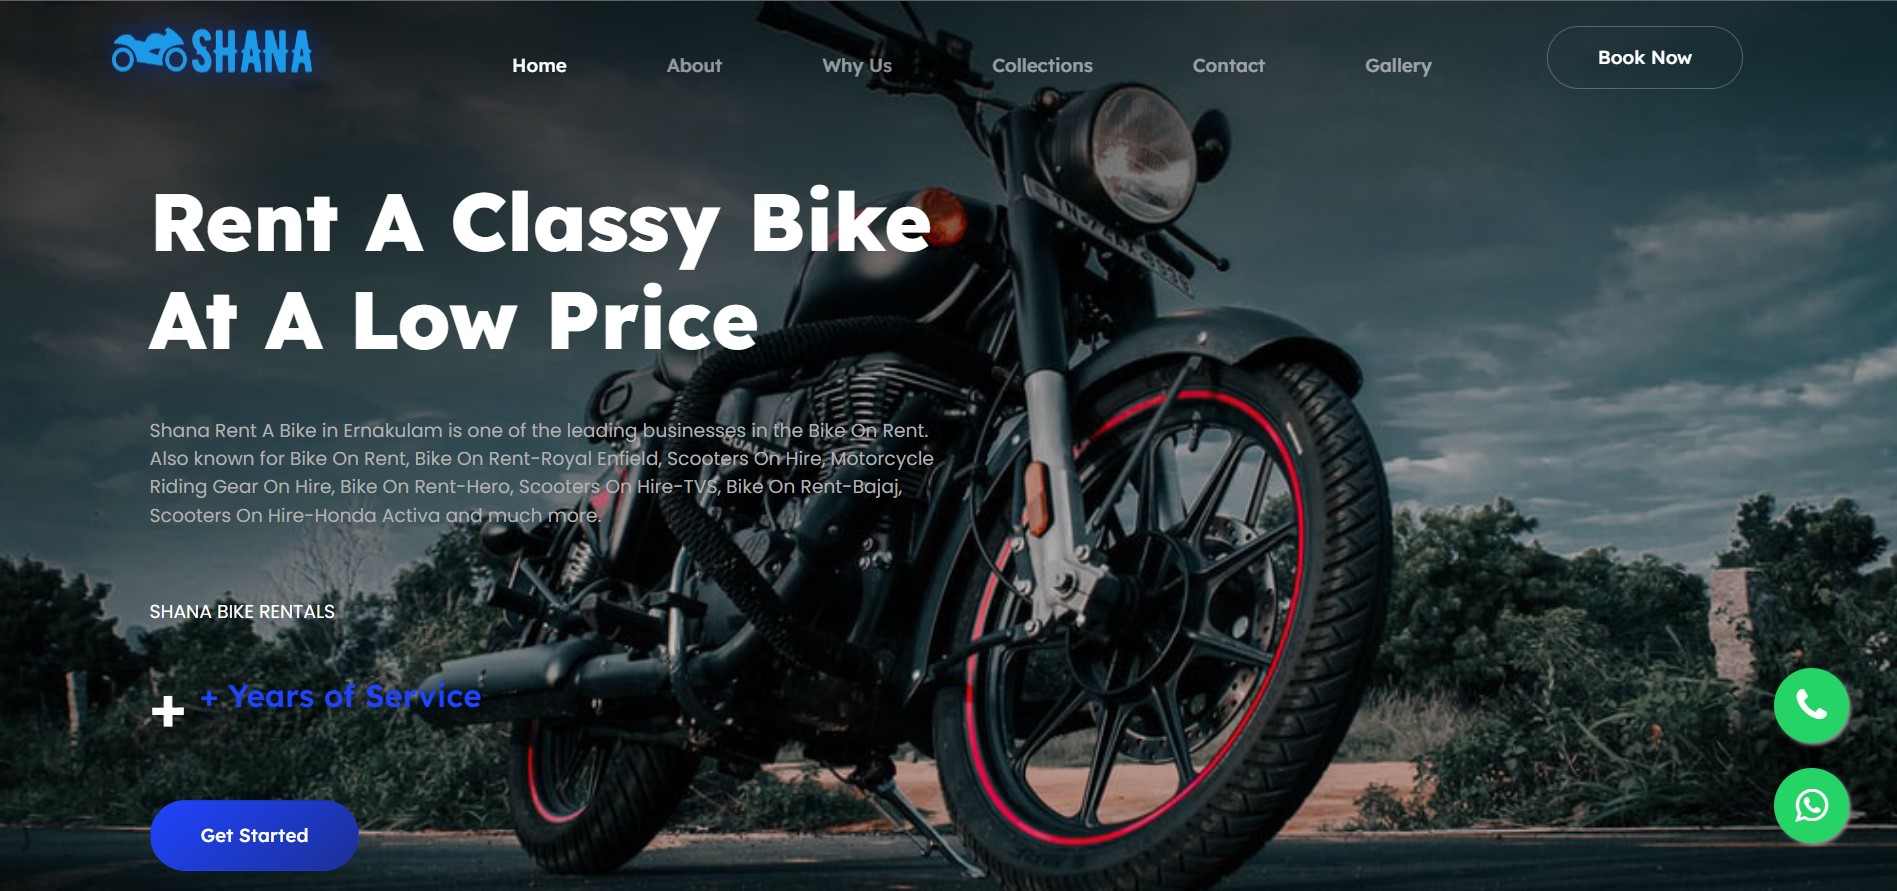 SHANA
Home
About
Why Us
Collections
Contact
Gallery
Book Now
Rent A Classy Bike
At A Low Price
Shana Rent A Bike in Ernakulam is one of the leading businesses in the Bike On Rent.
Also known for Bike On Rent, Bike On Rent-Royal Enfield, Scooters On Hire, Motorcycle
Riding Gear On Hire, Bike On Rent-Hero, Scooters On Hire-TVS, Bike On Rent-Bajaj,
Scooters On Hire-Honda Activa and much more.
SHANA BIKE RENTALS
+ + Years of Service
Get Started